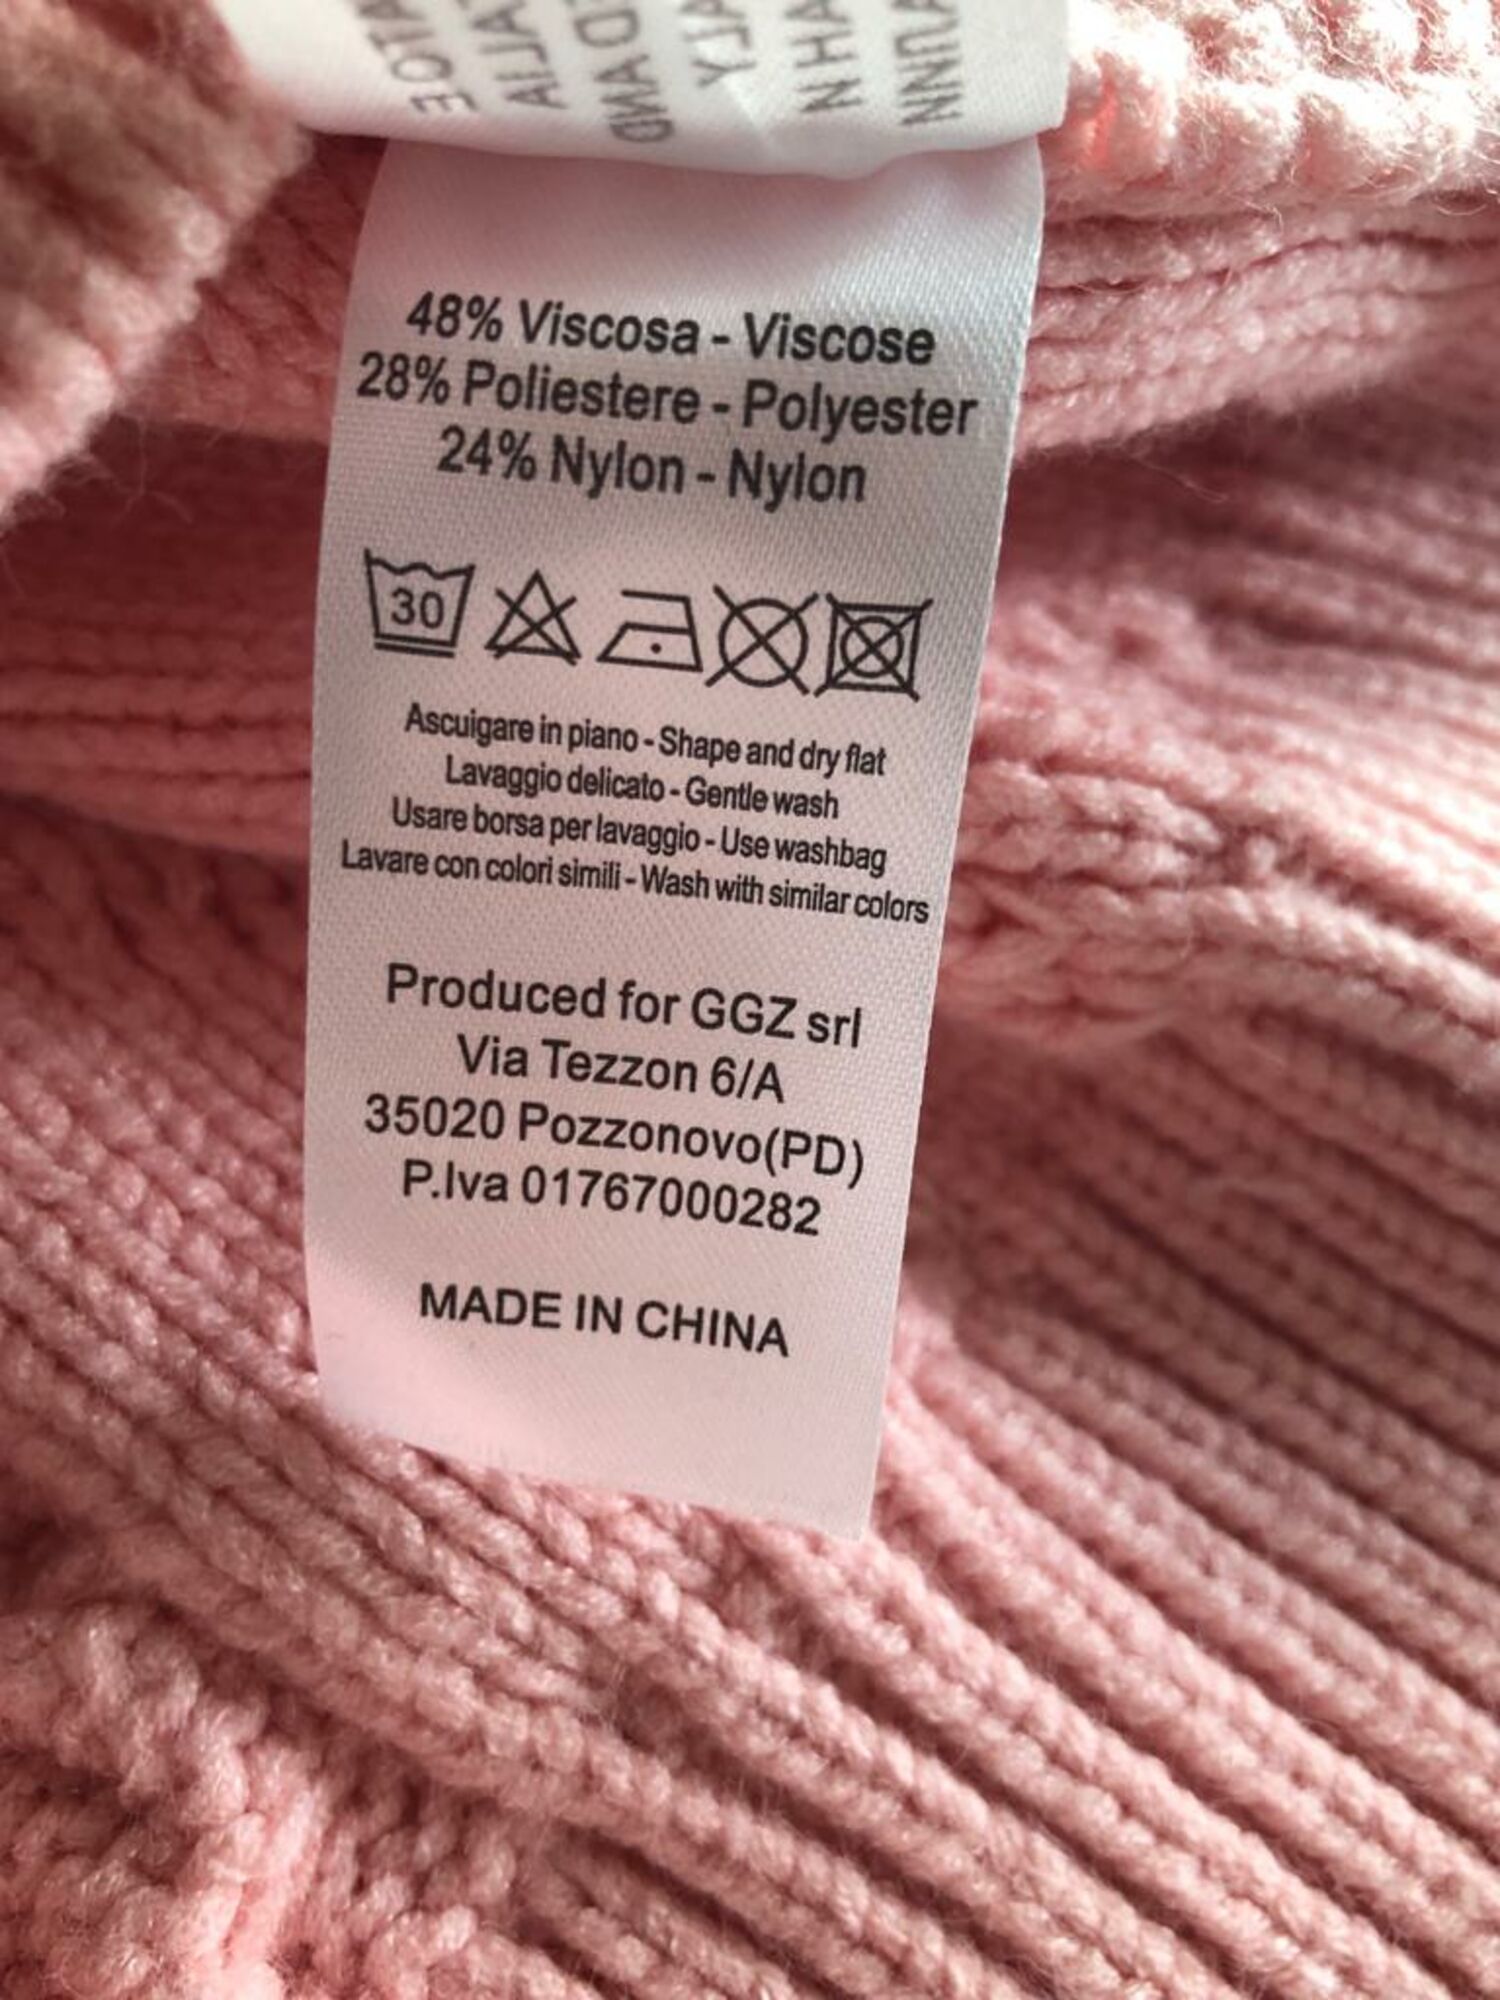 48% Viscosa - Viscose
28% Poliestere - Polyester
24% Nylon - Nylon
30
Ascuigare in piano - Shape and dry flat
Lavaggio delicato - Gentle wash
Usare borsa per lavaggio - Use washbag
Lavare con colori simili - Wash with similar colors
Produced for GGZ srl
Via Tezzon 6/A
35020 Pozzonovo(PD)
P.Iva 01767000282
MADE IN CHINA